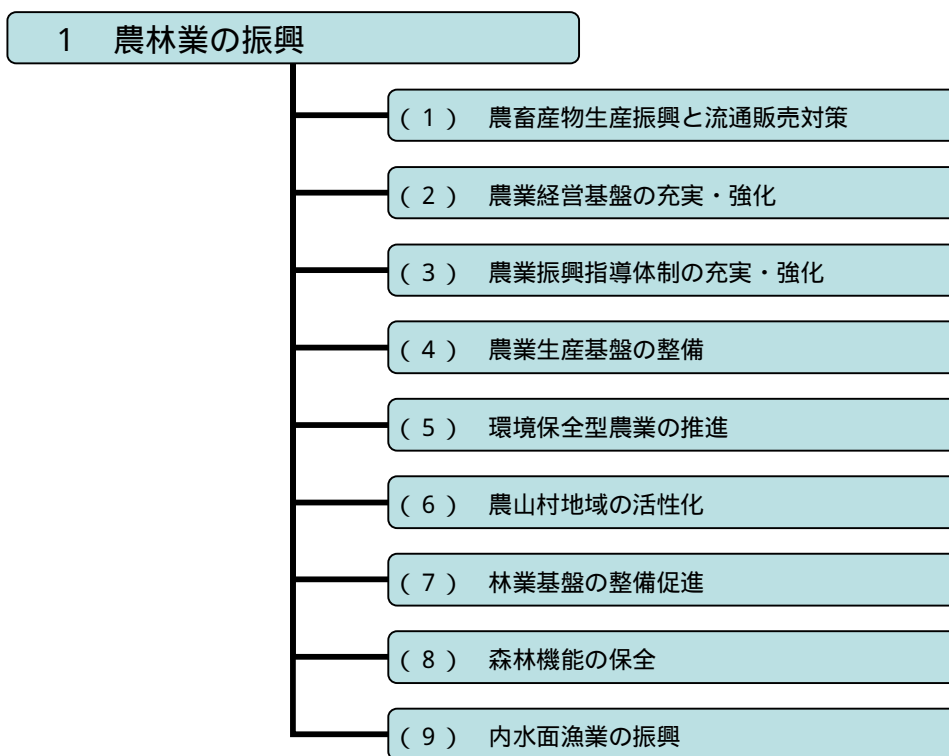 1 農林業の振興
(1) 農畜産物生産振興と流通販売対策
(2) 農業経営基盤の充実・強化
(3) 農業振興指導体制の充実・強化
(4) 農業生産基盤の整備
(5) 環境保全型農業の推進
(6) 農山村地域の活性化
(7) 林業基盤の整備促進
(8) 森林機能の保全
(9) 内水面漁業の振興